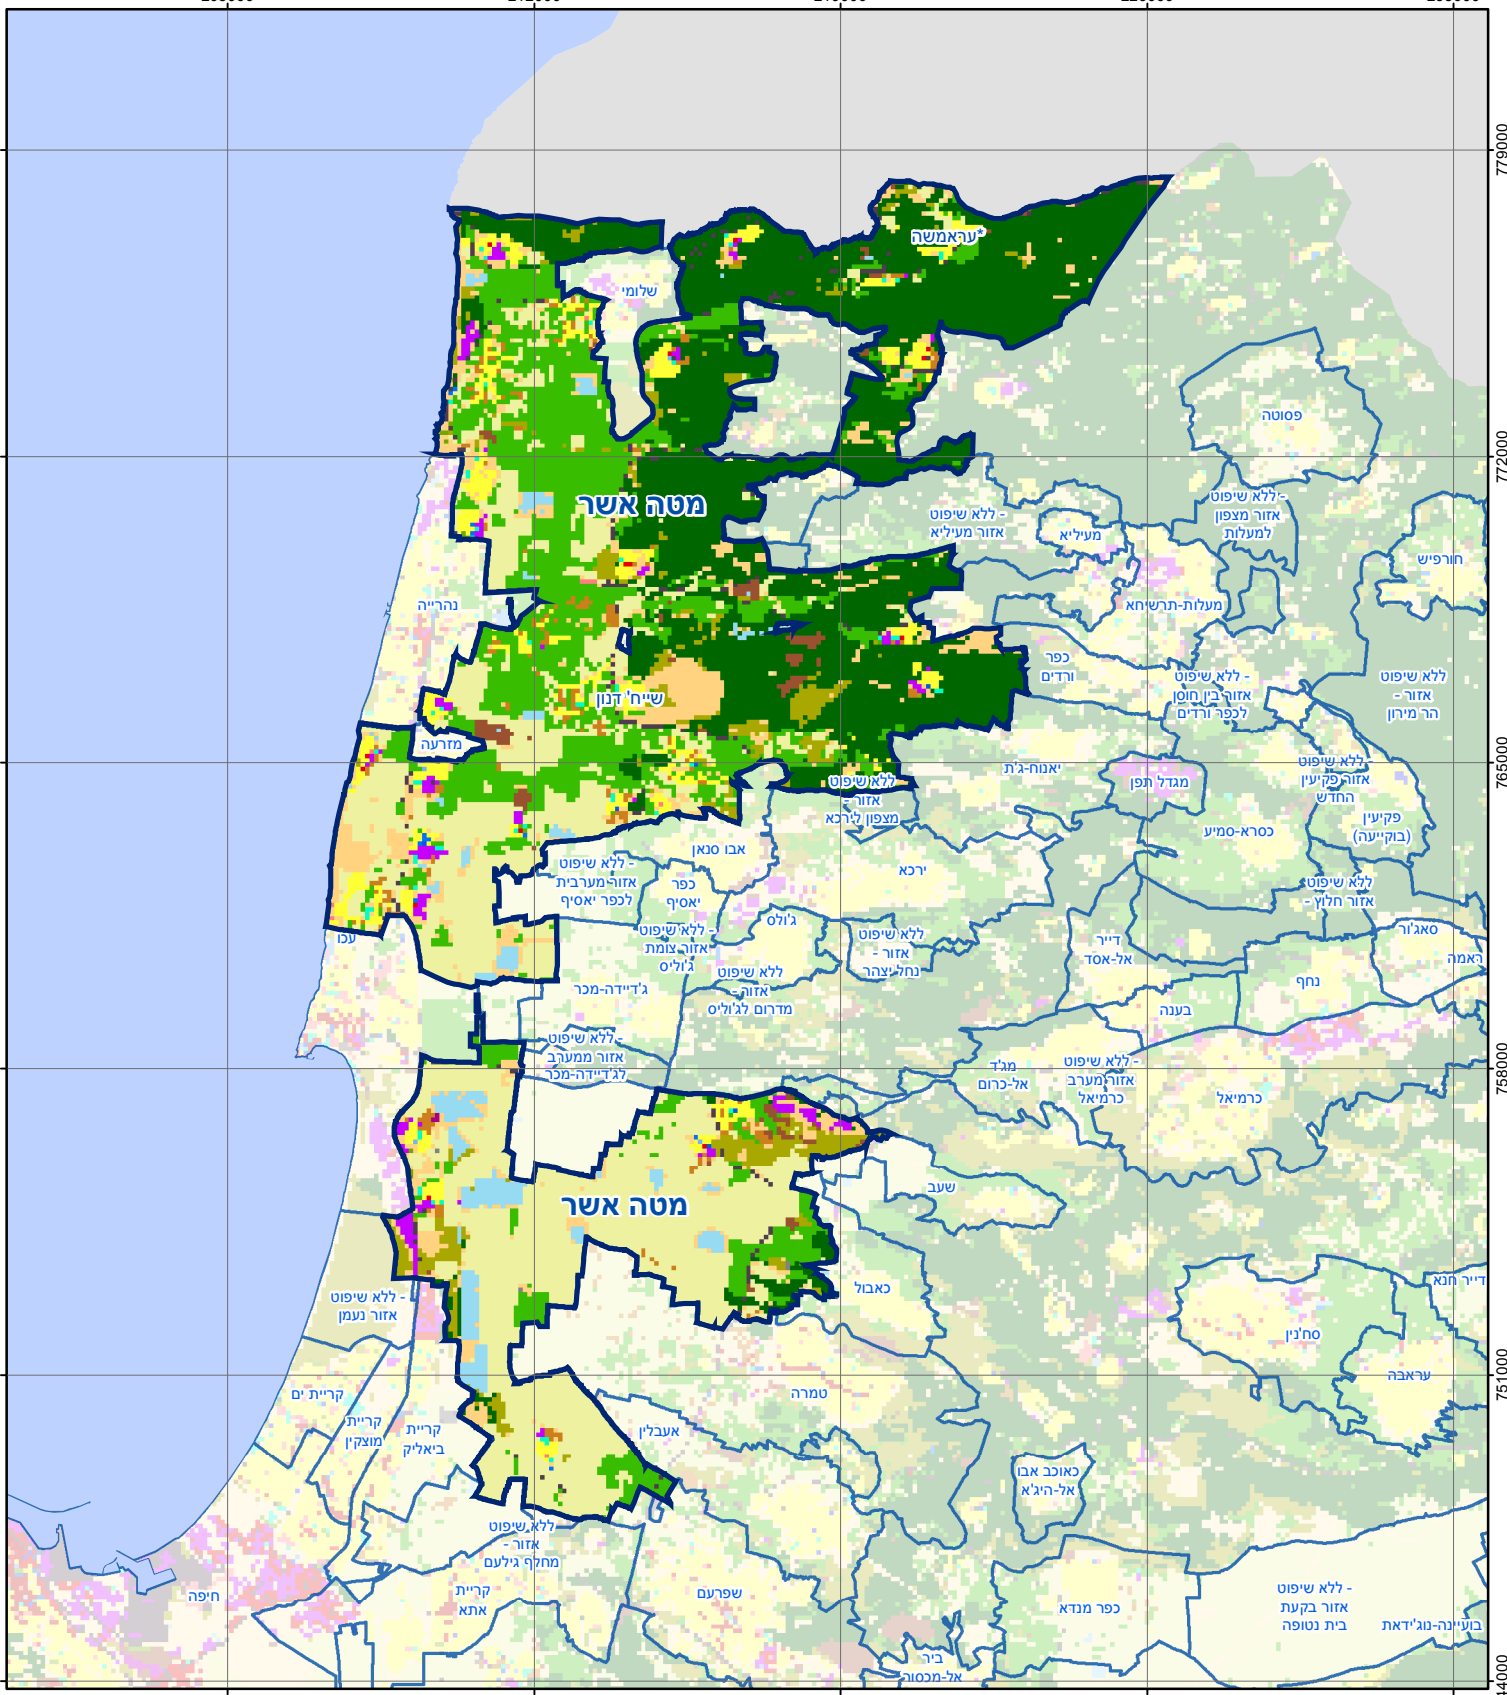 779000
*עראמשה
שלומי
פסוטה
772000
מטה אשר
- ללא שיפוט
אזור מצפון
למעלות
- ללא שיפוט
אזור מעיליא
מעיליא
חורפיש
נהרייה
מעלות-תרשיחא
כפר
ורדים
- ללא שיפוט
אזור בין חוסן
לכפר ורדים
ללא שיפוט
אזור -
הר מירון
שייח' דנון
מזרעה
765000
יאנוח-ג'ת
מגדל תפן
- ללא שיפוט
אזור פקיעין
החדש
ללא שיפוט
אזור -
מצפון לירכא
פקיעין
(בוקייעה)
כסרא-סמיע
אבו סנאן
- ללא שיפוט
אזור מערבית
לכפר יאסיף
כפר
יאסיף
ירכא
ללא שיפוט
אזור חלוץ -
ג'ולס
עכו
- ללא שיפוט
אזור צומת
ג'וליס
ללא שיפוט
אזור -
נחל יצהר
דייר
אל-אסד
סאג'ור
ראמה
נחף
ג'דיידה-מכר
ללא שיפוט
אזור -
מדרום לג'וליס
בענה
- ללא שיפוט
אזור ממערב
לג'דיידה-מכר
מג'ד
אל-כרום
- ללא שיפוט
אזור מערב
כרמיאל
כרמיאל
758000
מטה אשר
שעב
כאבול
- ללא שיפוט
אזור נעמן
דייר חנא
סח'נין
751000
עראבה
קריית ים
קריית
מוצקין
קריית
ביאליק
טמרה
אעבלין
כאוכב אבו
אל-היג'א
ללא שיפוט
אזור -
מחלף גילעם
חיפה
קריית
אתא
שפרעם
כפר מנדא
- ללא שיפוט
אזור בקעת
בית נטופה
בועיינה-נוג'ידאת
ביר
אל-מכסור